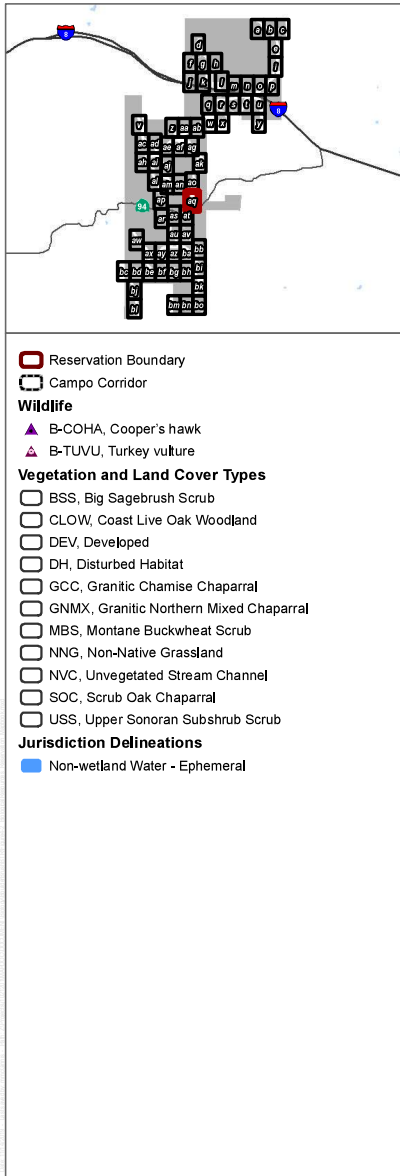 8
a b c
d o
f g h t
j k l m n o p
q r s t u 8
v z aa ab w x y
ac ad ae af ag
ah ai aj ak
al am an ao
94 ap aq
ar as at
aw au av
ax ay az ba bb
bc bd be bf bg bh bi
bj bk
bl bm bn bo
Reservation Boundary
Campo Corridor
Wildlife
B-COHA, Cooper's hawk
B-TUVU, Turkey vulture
Vegetation and Land Cover Types
BSS, Big Sagebrush Scrub
CLOW, Coast Live Oak Woodland
DEV, Developed
DH, Disturbed Habitat
GCC, Granitic Chamise Chaparral
GNMX, Granitic Northern Mixed Chaparral
MBS, Montane Buckwheat Scrub
NNG, Non-Native Grassland
NVC, Unvegetated Stream Channel
SOC, Scrub Oak Chaparral
USS, Upper Sonoran Subshrub Scrub
Jurisdiction Delineations
Non-wetland Water - Ephemeral